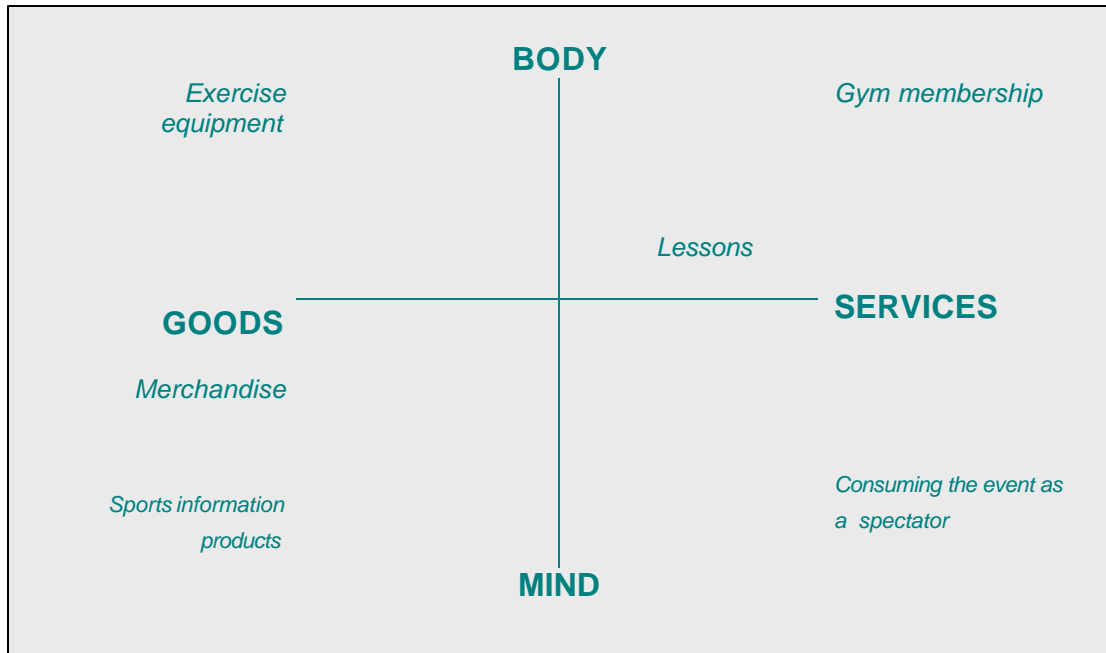 BODY
Exercise
equipment
Gym membership
Lessons
GOODS
SERVICES
Merchandise
Sports information
products
Consuming the event as
a spectator
MIND